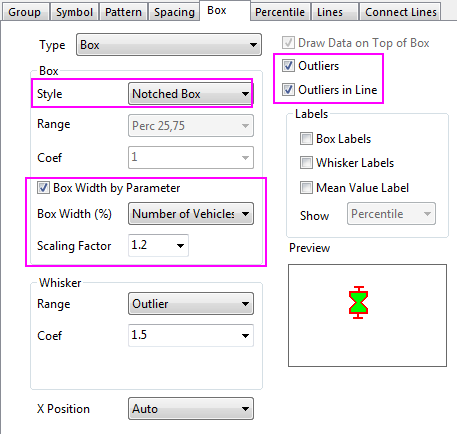 Group Symbol Pattern Spacing Box Percentile Lines Connect Lines
Type Box
Box
Style Notched Box
Range Perc 25,75
Coef 1
Box Width by Parameter
Box Width (%) Number of Vehicles
Scaling Factor 1.2
Whisker
Range Outlier
Coef 1.5
X Position Auto
Draw Data on Top of Box
Outliers
Outliers in Line
Labels
Box Labels
Whisker Labels
Mean Value Label
Show Percentile
Preview